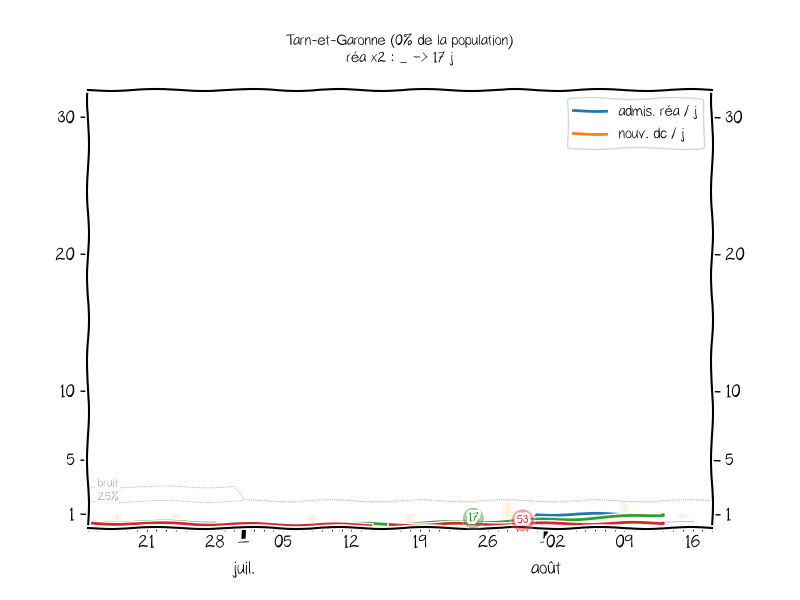 Tarn-et-Garonne (0% de la population)
réa x2 : _ -> 17 j
admis. réa / j
nouv. dc / j
30
30
20
20
10
10
5
5
bruit
25%
1
17
53
1
21 28 05 12 19 26 02 09 16
juil. août